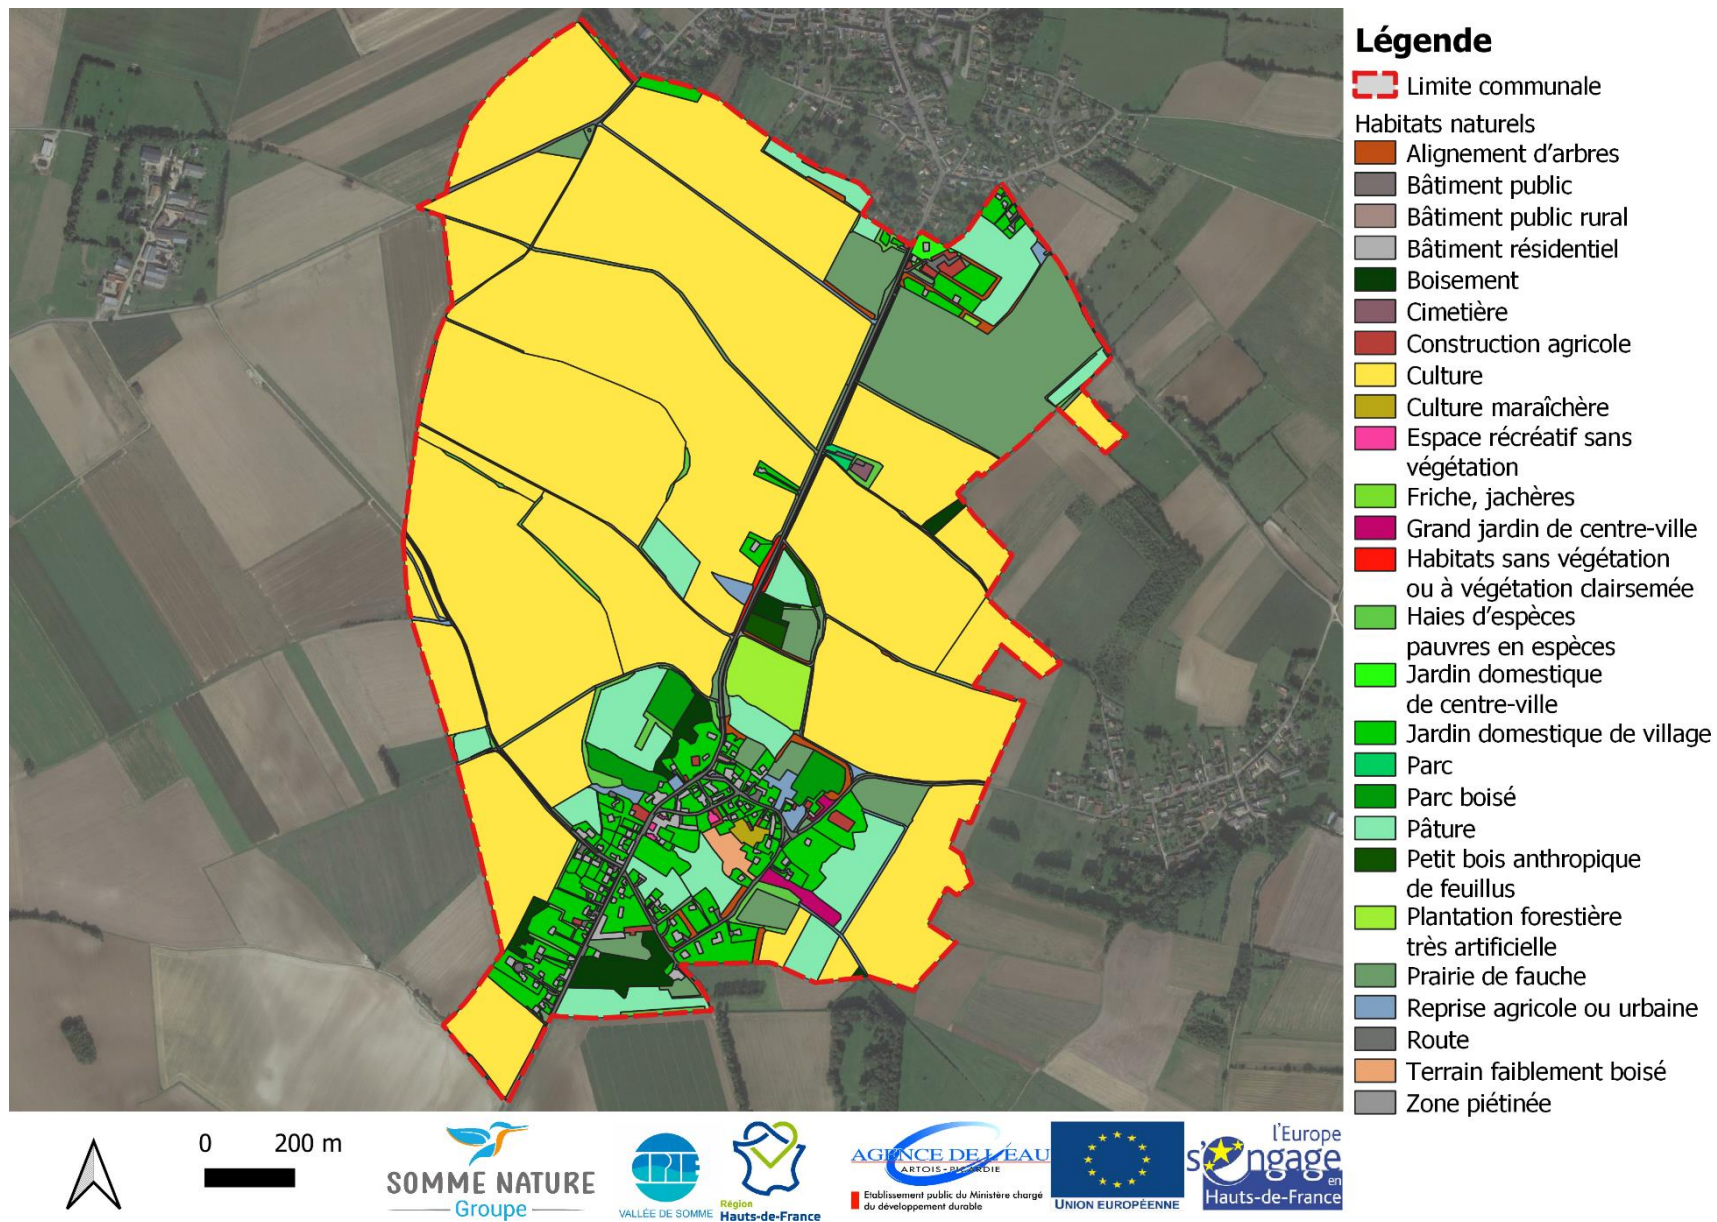 Légende
Limite communale
Habitats naturels
Alignement d'arbres
Bâtiment public
Bâtiment public rural
Bâtiment résidentiel
Boisement
Cimetière
Construction agricole
Culture
Culture maraîchère
Espace récréatif sans
végétation
Friche, jachères
Grand jardin de centre-ville
Habitats sans végétation
ou à végétation clairsemée
Haies d'espèces
pauvres en espèces
Jardin domestique
de centre-ville
Jardin domestique de village
Parc
Parc boisé
Pâture
Petit bois anthropique
de feuillus
Plantation forestière
très artificielle
Prairie de fauche
Reprise agricole ou urbaine
Route
Terrain faiblement boisé
Zone piétinée
0 200 m
SOMME NATURE
Groupe
CPIE
VALLÉE DE SOMME
Région
Hauts-de-France
AGENCE DE L'EAU
ARTOIS - PICARDIE
Etablissement public du Ministère chargé
du développement durable
UNION EUROPÉENNE
l'Europe
s'engage
en
Hauts-de-France